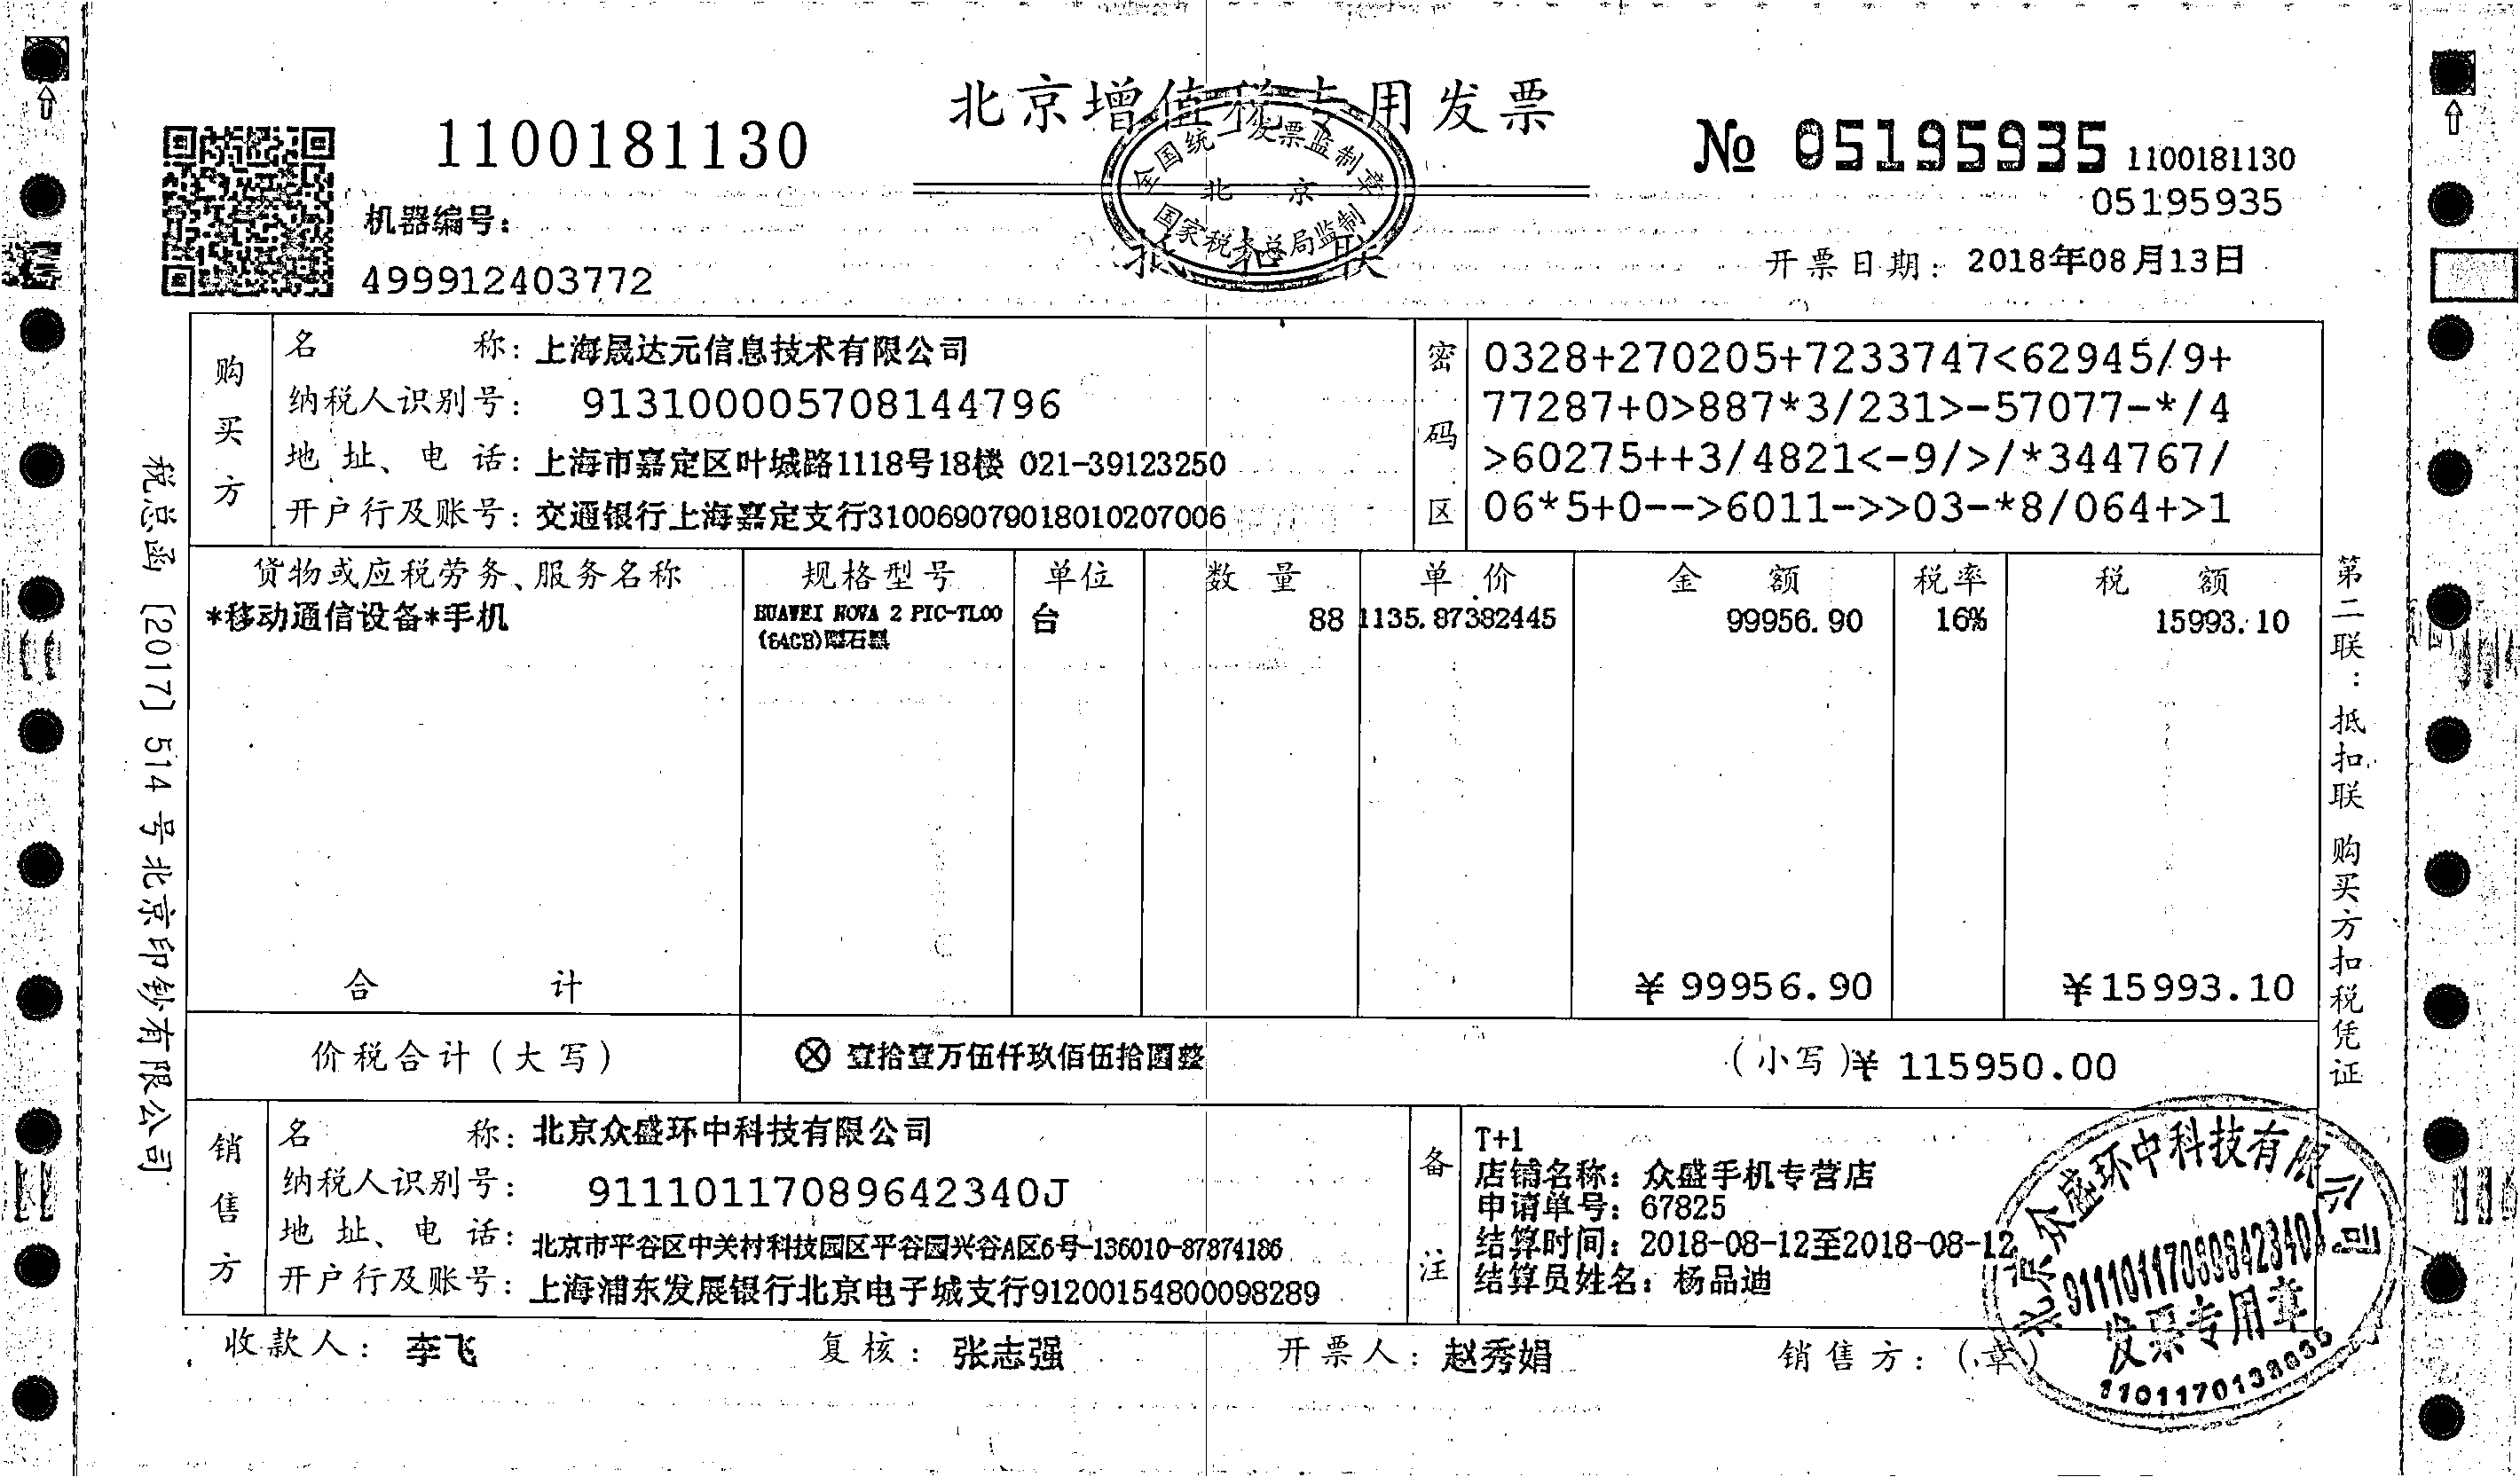 北京增值税专用发票
1100181130
№ 05195935
1100181130
05195935
机器编号:
499912403772
全国统一发票监制章
北 京
国家税务总局监制
抵扣联
开票日期: 2018年08月13日
购买方
名 称: 上海晟达元信息技术有限公司
纳税人识别号: 913100005708144796
地 址、电 话: 上海市嘉定区叶城路1118号18楼 021-39123250
开户行及账号: 交通银行上海嘉定支行310069079018010207006
密码区
0328+270205+7233747<62945/9+
77287+0>887*3/231>-57077-*/4
>60275++3/4821<-9/>/*344767/
06*5+0-->6011->>03-*8/064+>1
货物或应税劳务、服务名称 规格型号 单位 数 量 单 价 金 额 税率 税 额
*移动通信设备*手机 HUAWEI NOVA 2 PIC-TL00 台 88 1135.87382445 99956.90 16% 15993.10
(64GB)曜石黑
合 计 ¥99956.90 ¥15993.10
价税合计(大写) ⊗ 壹拾壹万伍仟玖佰伍拾圆整 (小写)¥ 115950.00
销售方
名 称: 北京众盛环中科技有限公司
纳税人识别号: 91110117089642340J
地 址、电 话: 北京市平谷区中关村科技园区平谷园兴谷A区6号-136010-87874186
开户行及账号: 上海浦东发展银行北京电子城支行91200154800098289
备注
T+1
店铺名称: 众盛手机专营店
申请单号: 67825
结算时间: 2018-08-12至2018-08-12
结算员姓名: 杨品迪
收款人: 李飞 复核: 张志强 开票人: 赵秀娟 销售方:(章)
北京众盛环中科技有限公司
91110117089642340J
发票专用章
税总函〔2017〕514号北京印钞有限公司
第二联:抵扣联 购买方扣税凭证